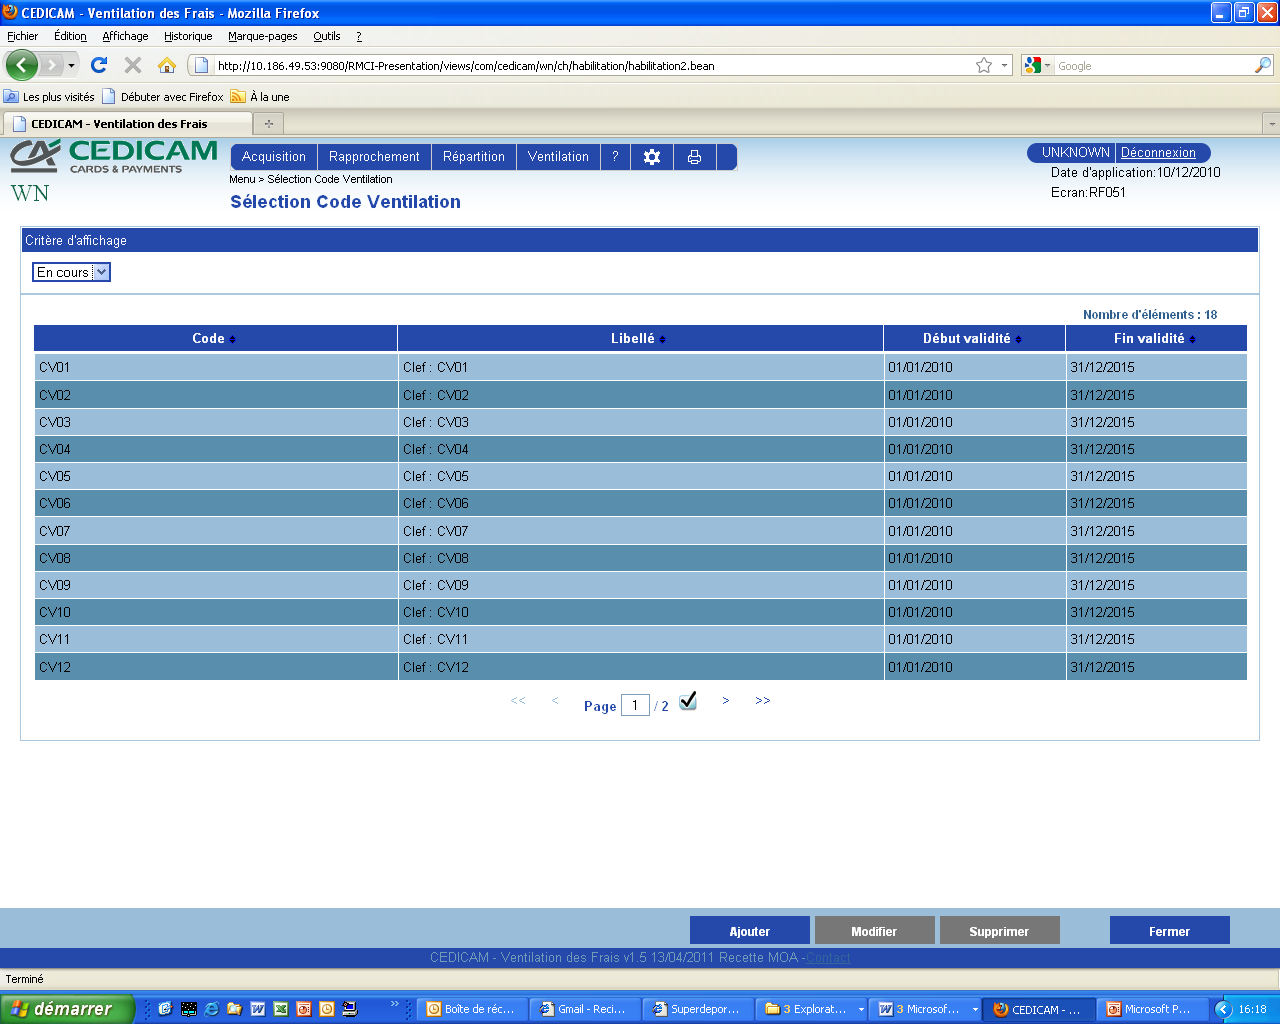 CEDICAM - Ventilation des Frais - Mozilla Firefox
Fichier Édition Affichage Historique Marque-pages Outils ?
http://10.186.49.53:9080/RMCI-Presentation/views/com/cedicam/wn/ch/habilitation/habilitation2.bean
Google
Les plus visités Débuter avec Firefox À la une
CEDICAM - Ventilation des Frais
CA CEDICAM
CARDS & PAYMENTS
WN
Acquisition Rapprochement Répartition Ventilation ?
UNKNOWN Déconnexion
Date d'application:10/12/2010
Ecran:RF051
Menu > Sélection Code Ventilation
Sélection Code Ventilation
Critère d'affichage
En cours
Nombre d'éléments : 18
Code Libellé Début validité Fin validité
CV01 Clef : CV01 01/01/2010 31/12/2015
CV02 Clef : CV02 01/01/2010 31/12/2015
CV03 Clef : CV03 01/01/2010 31/12/2015
CV04 Clef : CV04 01/01/2010 31/12/2015
CV05 Clef : CV05 01/01/2010 31/12/2015
CV06 Clef : CV06 01/01/2010 31/12/2015
CV07 Clef : CV07 01/01/2010 31/12/2015
CV08 Clef : CV08 01/01/2010 31/12/2015
CV09 Clef : CV09 01/01/2010 31/12/2015
CV10 Clef : CV10 01/01/2010 31/12/2015
CV11 Clef : CV11 01/01/2010 31/12/2015
CV12 Clef : CV12 01/01/2010 31/12/2015
<< < Page 1 / 2 > >>
Ajouter Modifier Supprimer Fermer
CEDICAM - Ventilation des Frais v1.5 13/04/2011 Recette MOA -Contact
Terminé
démarrer » Boîte de réc... Gmail - Reci... Superdepor... 3 Explorat... 3 Microsof... CEDICAM - ... Microsoft P... 16:18